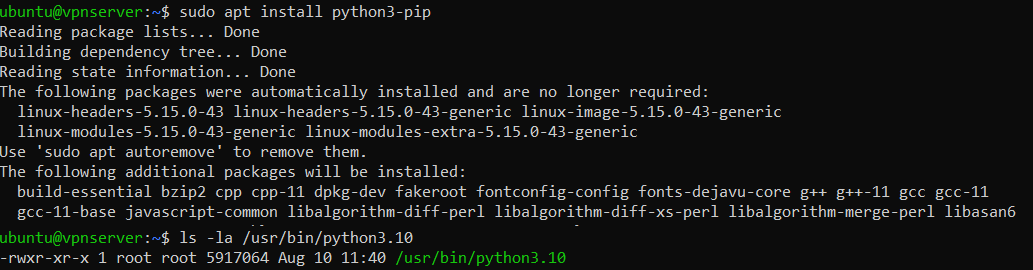 ubuntu@vpnserver:~$ sudo apt install python3-pip
Reading package lists... Done
Building dependency tree... Done
Reading state information... Done
The following packages were automatically installed and are no longer required:
  linux-headers-5.15.0-43 linux-headers-5.15.0-43-generic linux-image-5.15.0-43-generic
  linux-modules-5.15.0-43-generic linux-modules-extra-5.15.0-43-generic
Use 'sudo apt autoremove' to remove them.
The following additional packages will be installed:
  build-essential bzip2 cpp cpp-11 dpkg-dev fakeroot fontconfig-config fonts-dejavu-core g++ g++-11 gcc gcc-11
  gcc-11-base javascript-common libalgorithm-diff-perl libalgorithm-diff-xs-perl libalgorithm-merge-perl libasan6
ubuntu@vpnserver:~$ ls -la /usr/bin/python3.10
-rwxr-xr-x 1 root root 5917064 Aug 10 11:40 /usr/bin/python3.10